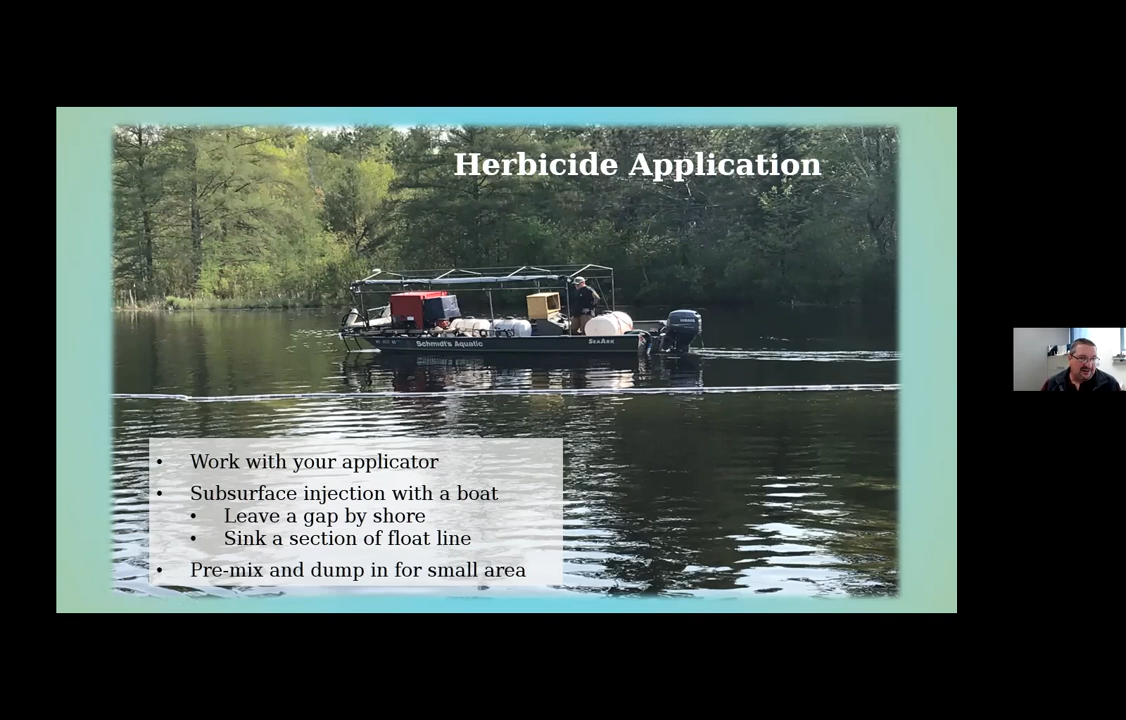 Herbicide Application
Schmidt's Aquatic
SeaArk
• Work with your applicator
• Subsurface injection with a boat
• Leave a gap by shore
• Sink a section of float line
• Pre-mix and dump in for small area